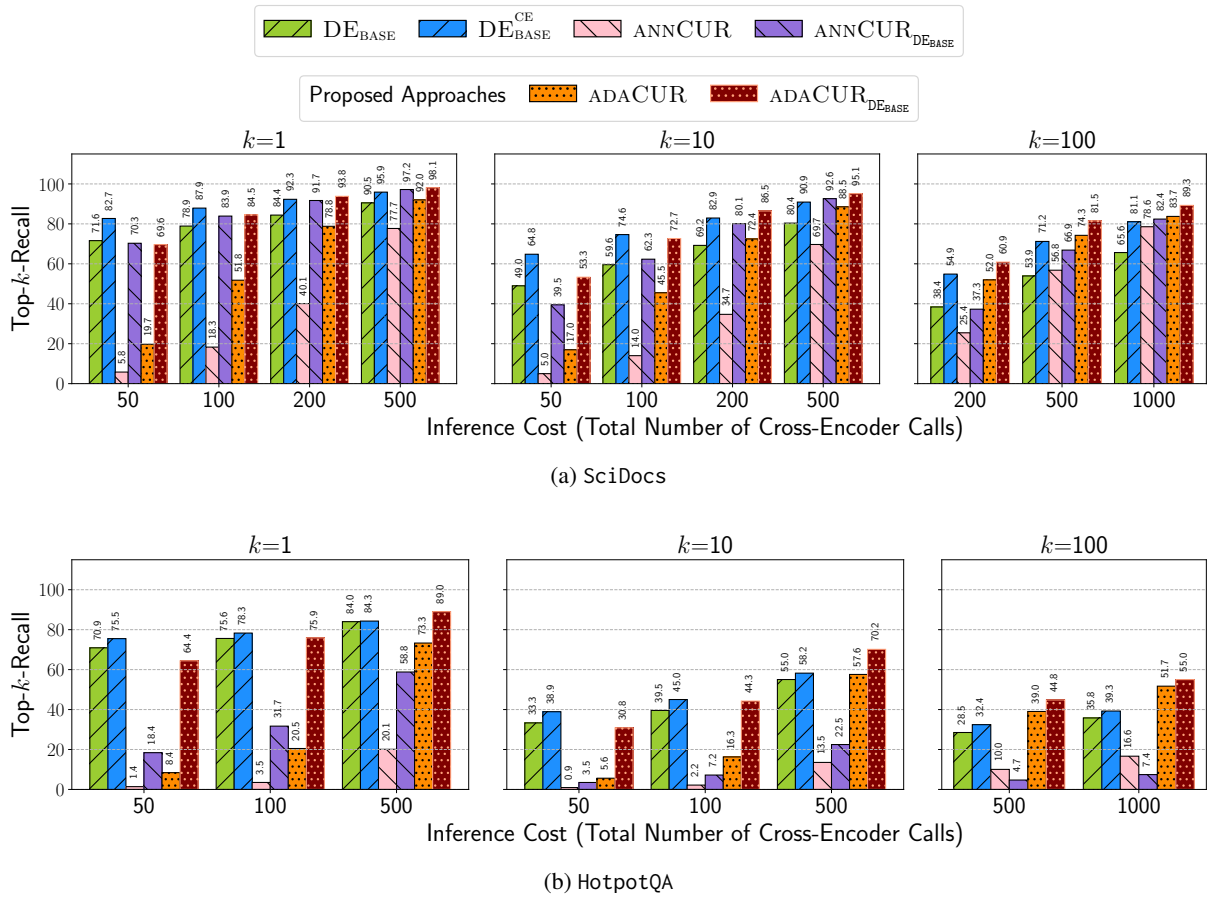 DE_BASE DE_BASE^CE ANNCUR ANNCUR_DE_BASE
Proposed Approaches ADACUR ADACUR_DE_BASE
k=1 k=10 k=100
Top-k-Recall
100
80
60
40
20
0
71.6 82.7 5.8 70.3 19.7 69.6 78.9 87.9 18.3 83.9 51.8 84.5 84.4 92.3 40.1 91.7 78.8 93.8 90.5 95.9 77.7 97.2 92.0 98.1
49.0 64.8 5.0 39.5 17.0 53.3 59.6 74.6 14.0 62.3 45.5 72.7 69.2 82.9 34.7 80.1 72.4 86.5 80.4 90.9 69.7 92.6 88.5 95.1
38.4 54.9 25.4 37.3 52.0 60.9 53.9 71.2 56.8 66.9 74.3 81.5 65.6 81.1 78.6 82.4 83.7 89.3
50 100 200 500 50 100 200 500 200 500 1000
Inference Cost (Total Number of Cross-Encoder Calls)
(a) SciDocs
k=1 k=10 k=100
Top-k-Recall
100
80
60
40
20
0
70.9 75.5 1.4 18.4 8.4 64.4 75.6 78.3 3.5 31.7 20.5 75.9 84.0 84.3 20.1 58.8 73.3 89.0
33.3 38.9 0.9 3.5 5.6 30.8 39.5 45.0 2.2 7.2 16.3 44.3 55.0 58.2 13.5 22.5 57.6 70.2
28.5 32.4 10.0 4.7 39.0 44.8 35.8 39.3 16.6 7.4 51.7 55.0
50 100 500 50 100 500 500 1000
Inference Cost (Total Number of Cross-Encoder Calls)
(b) HotpotQA